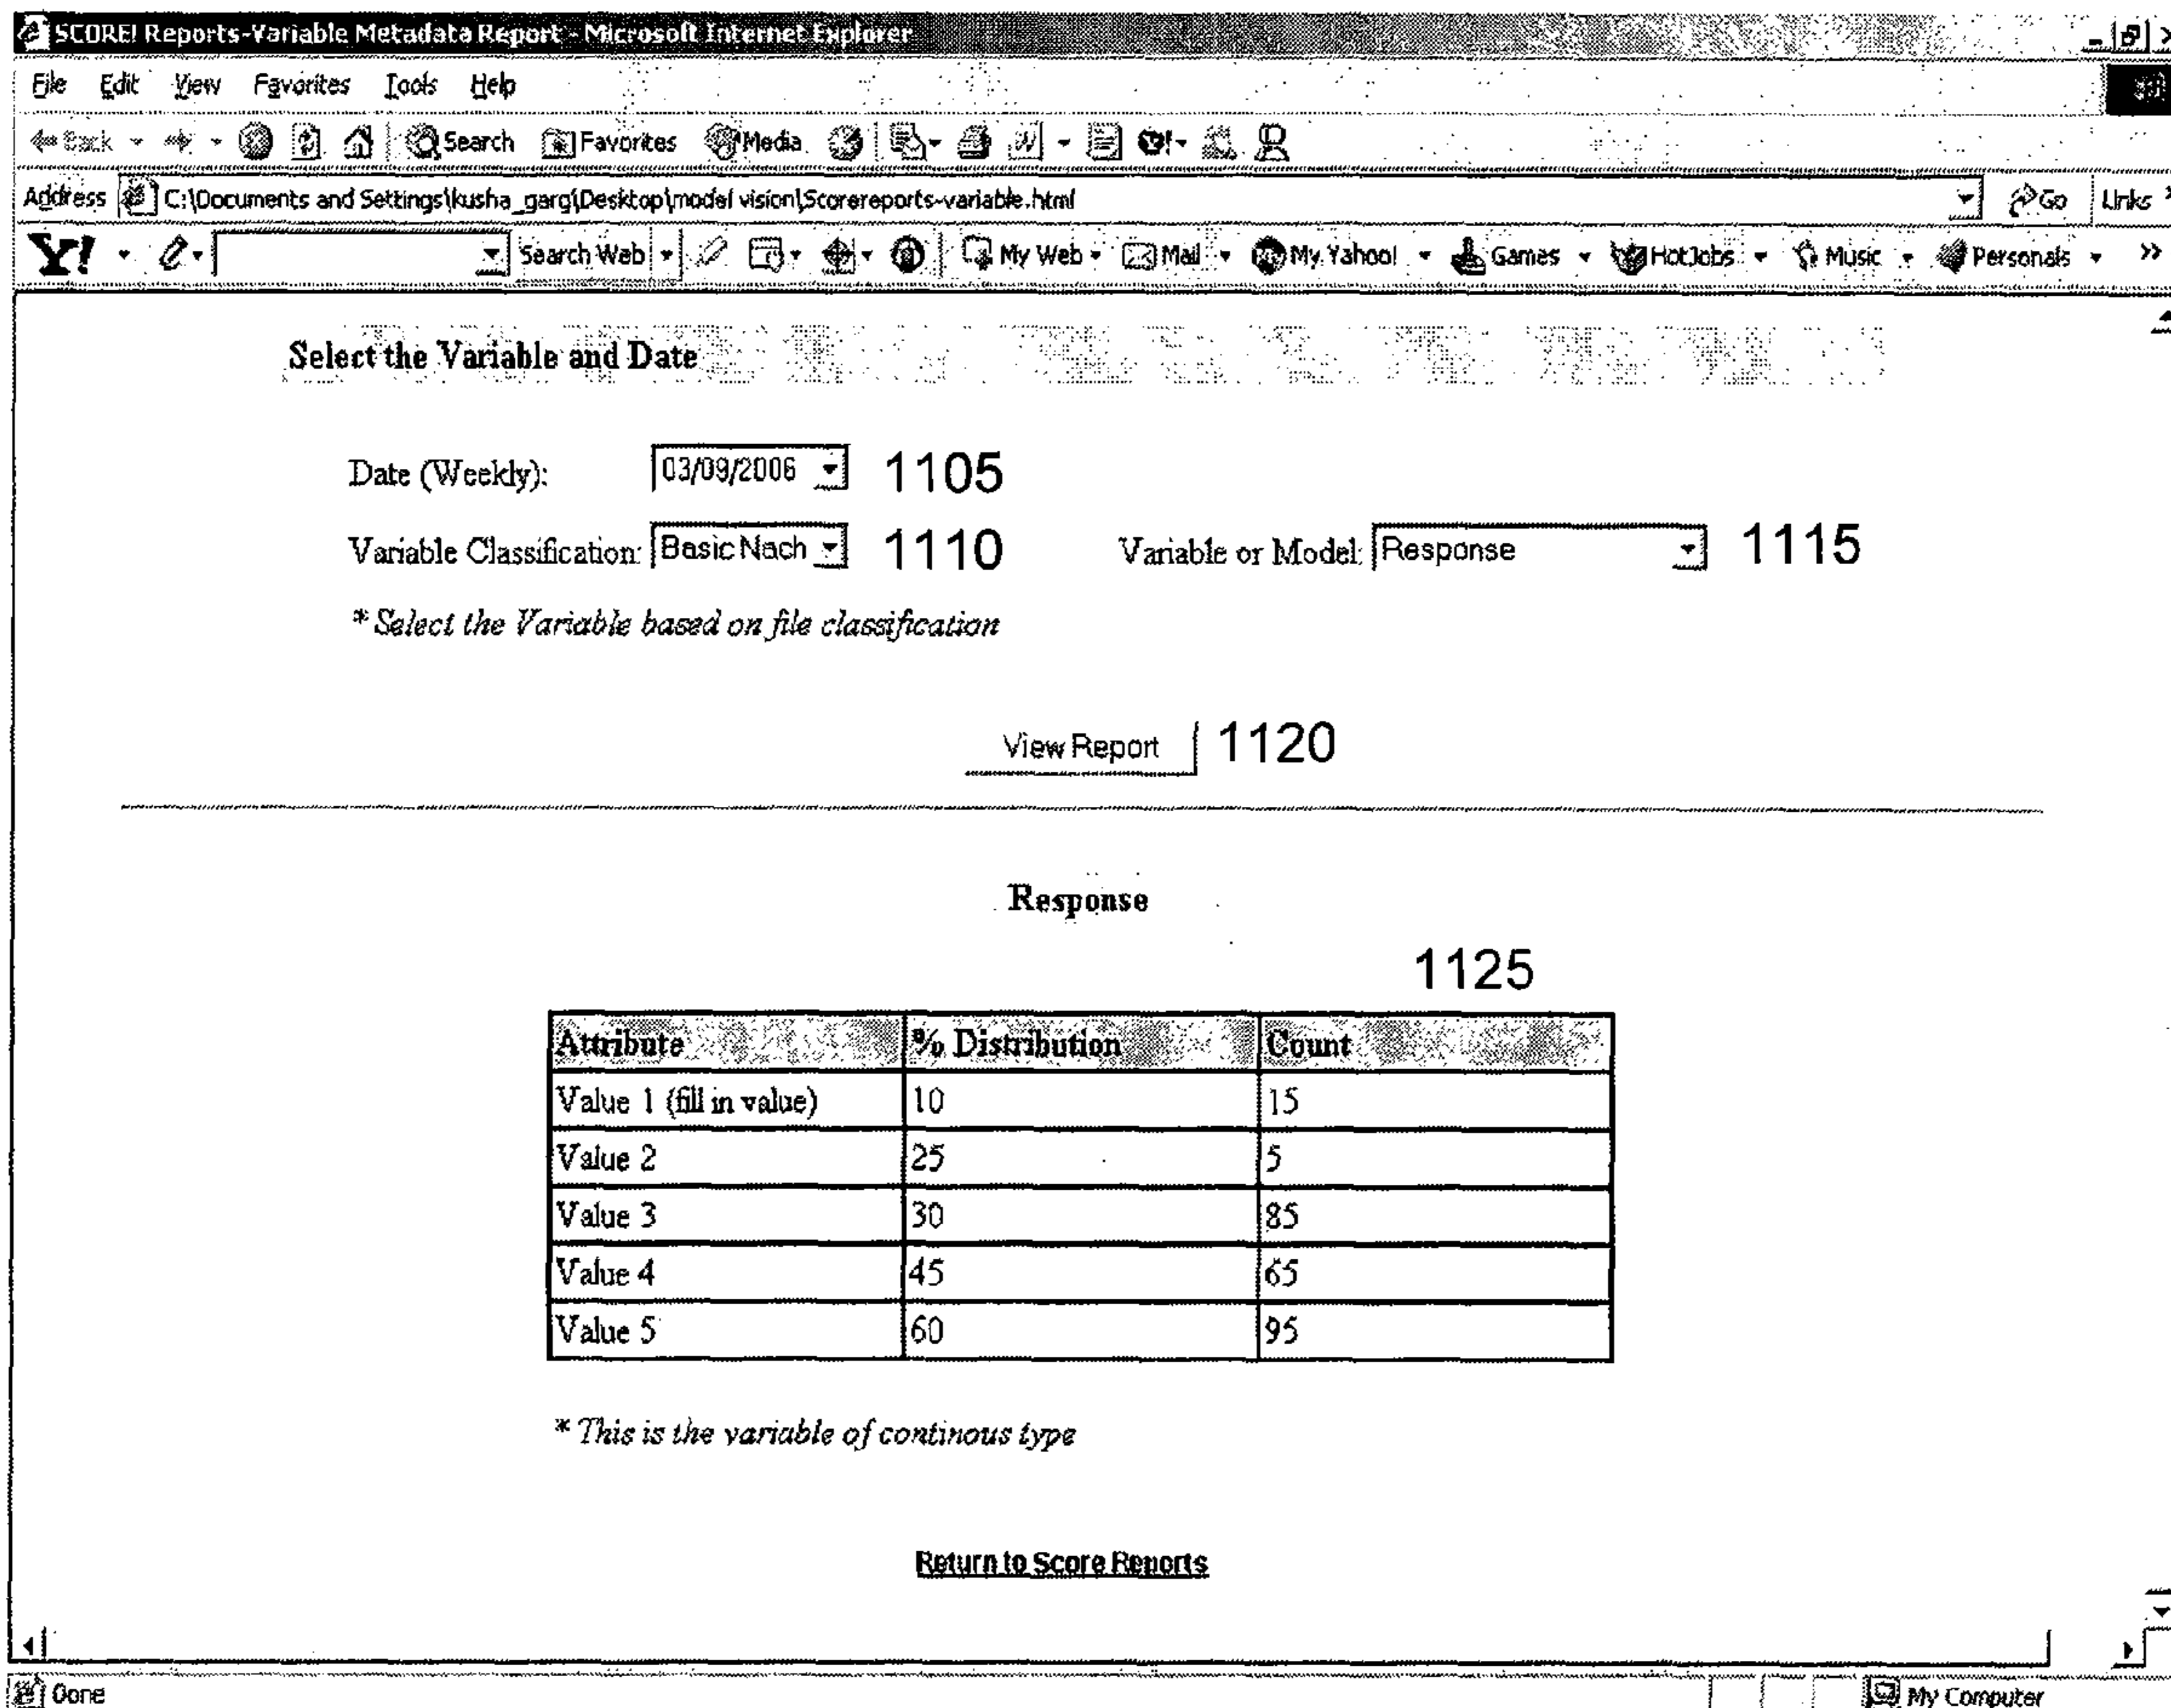 SCORE! Reports-Variable Metadata Report - Microsoft Internet Explorer
File Edit View Favorites Tools Help
Back Search Favorites Media
Address C:\Documents and Settings\kusha_garg\Desktop\model vision\Scorereports-variable.html Go Links
Y! Search Web My Web Mail My Yahoo! Games HotJobs Music Personals »
Select the Variable and Date
Date (Weekly): 03/09/2006 1105
Variable Classification: Basic Nach 1110 Variable or Model: Response 1115
* Select the Variable based on file classification
View Report 1120
Response
1125
Attribute % Distribution Count
Value 1 (fill in value) 10 15
Value 2 25 5
Value 3 30 85
Value 4 45 65
Value 5 60 95
* This is the variable of continous type
Return to Score Reports
Done My Computer